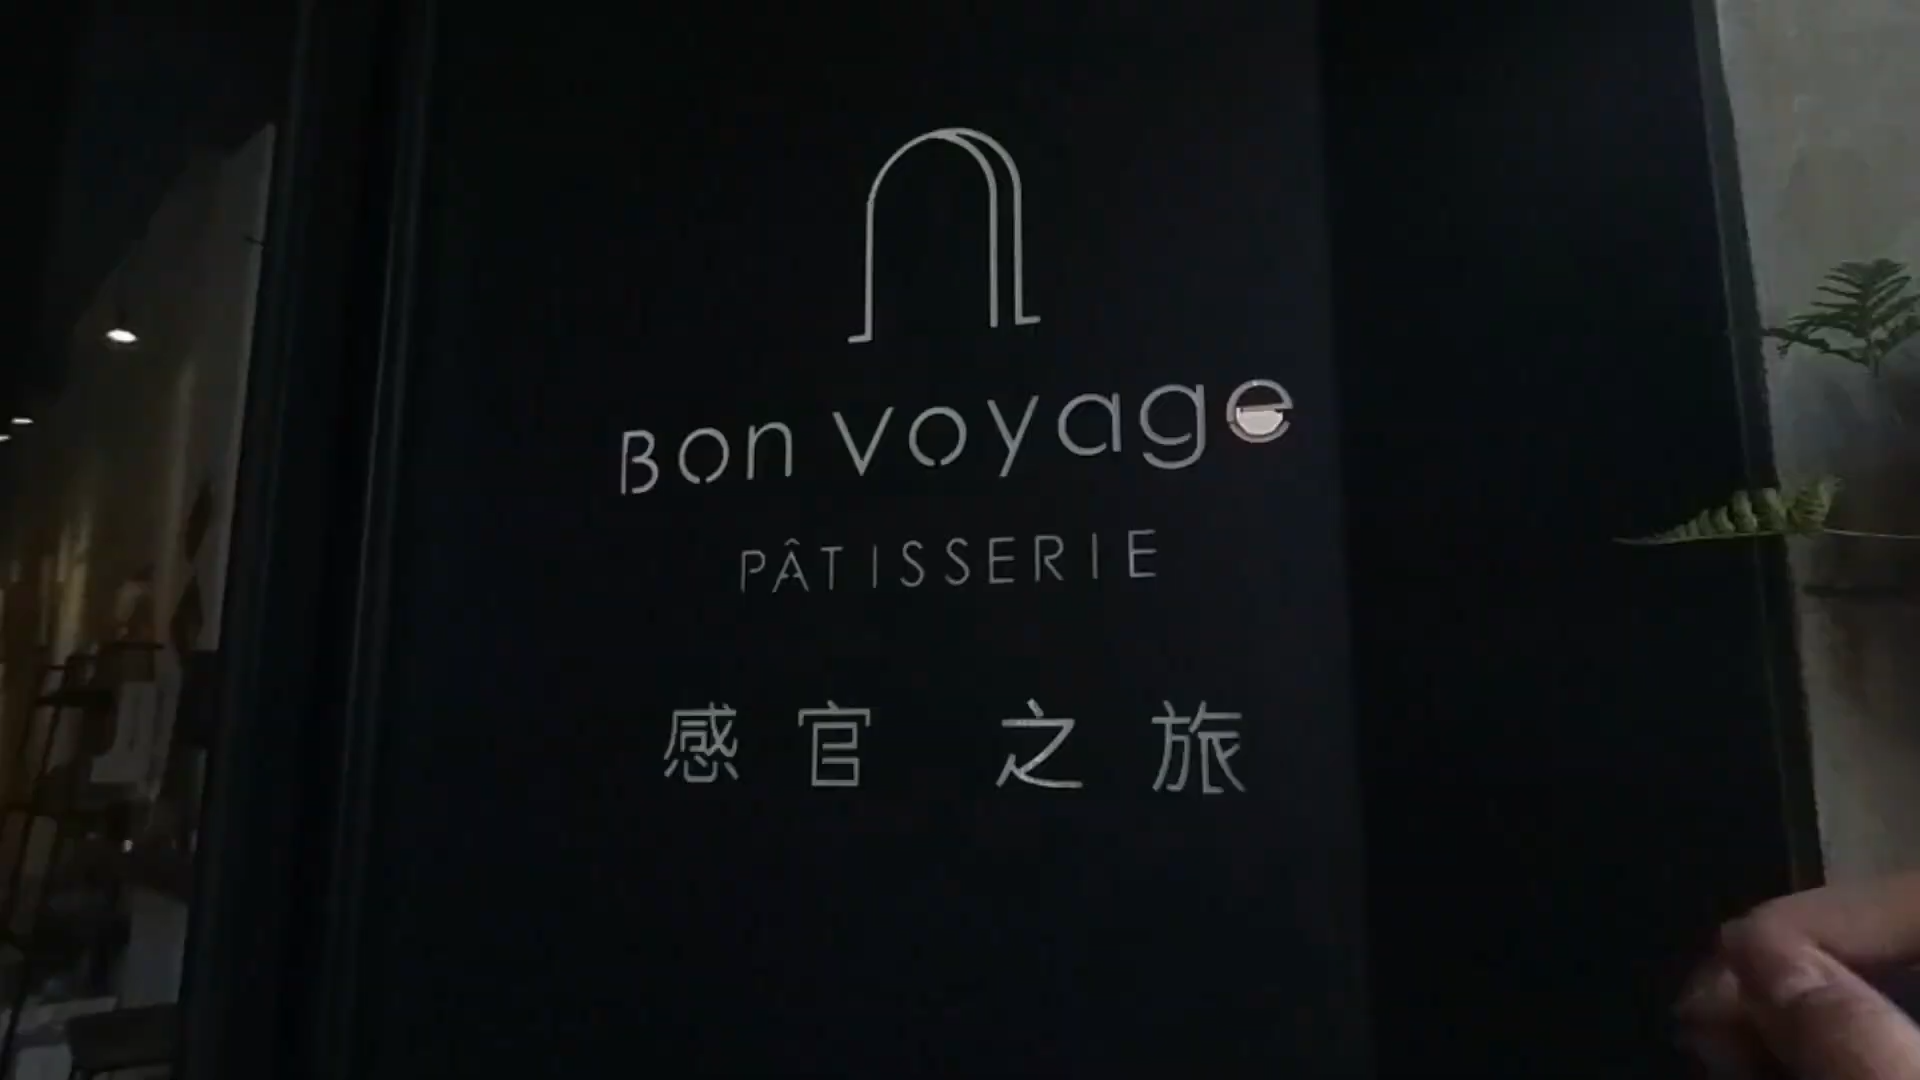 Bon Voyage
PÂTISSERIE
感官 之旅